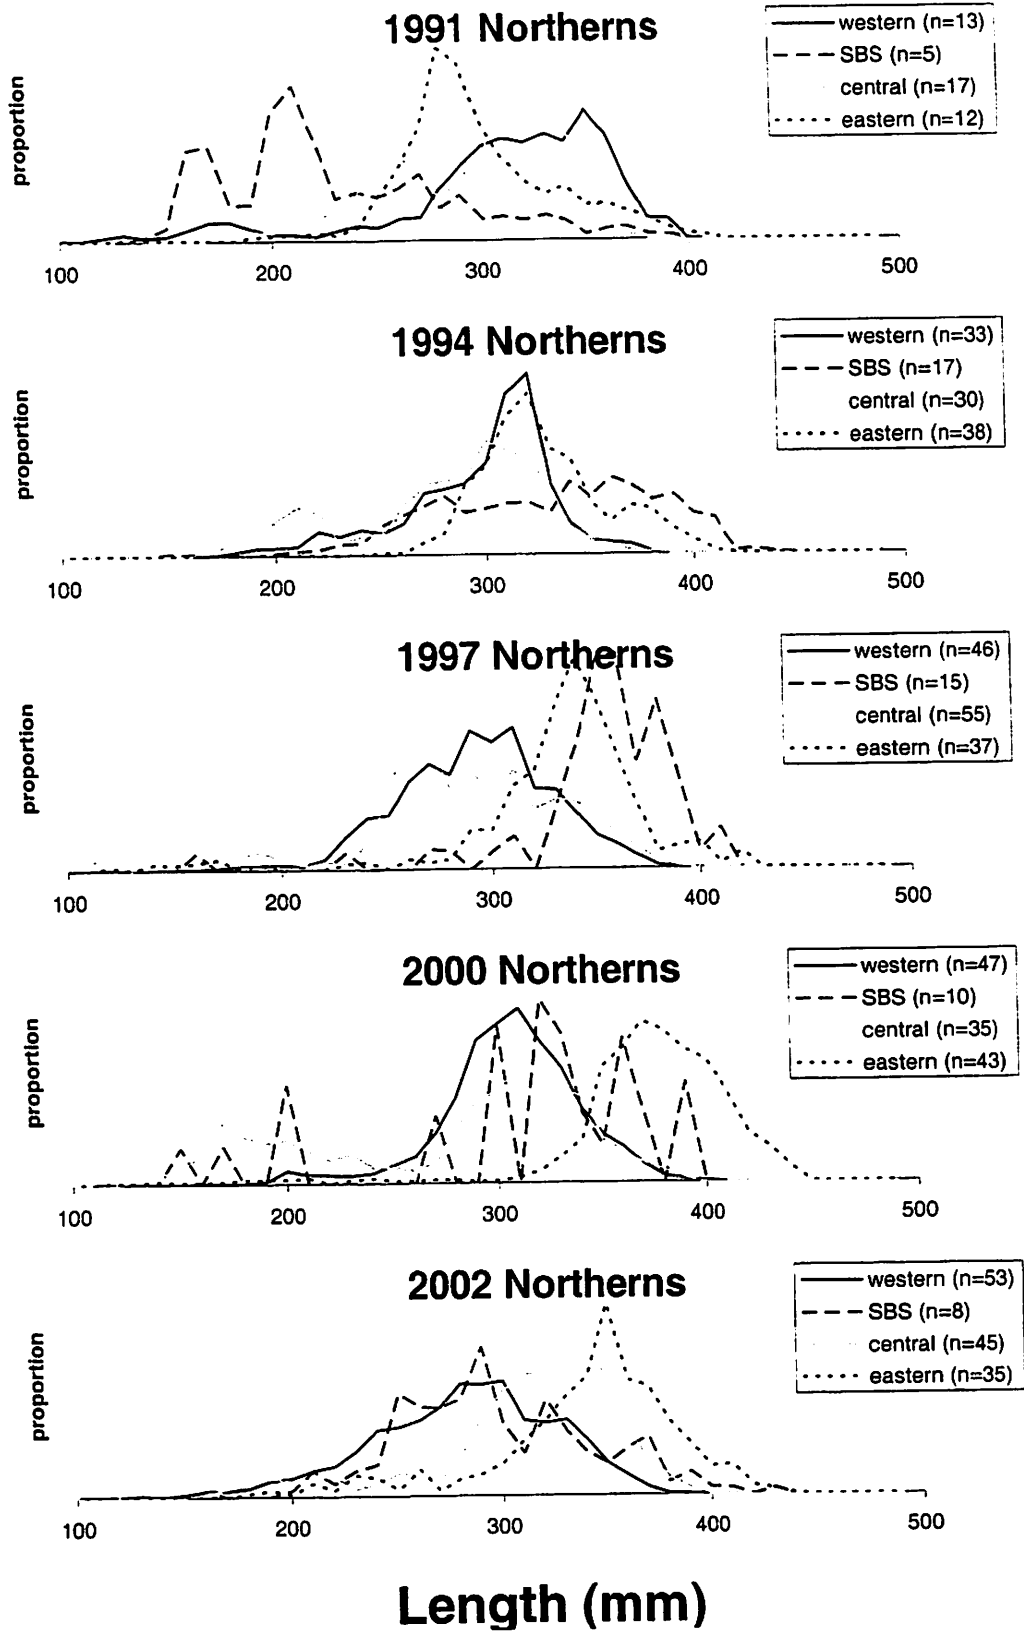 1991 Northerns
western (n=13)
SBS (n=5)
central (n=17)
eastern (n=12)
proportion
100 200 300 400 500
1994 Northerns
western (n=33)
SBS (n=17)
central (n=30)
eastern (n=38)
proportion
100 200 300 400 500
1997 Northerns
western (n=46)
SBS (n=15)
central (n=55)
eastern (n=37)
proportion
100 200 300 400 500
2000 Northerns
western (n=47)
SBS (n=10)
central (n=35)
eastern (n=43)
proportion
100 200 300 400 500
2002 Northerns
western (n=53)
SBS (n=8)
central (n=45)
eastern (n=35)
proportion
100 200 300 400 500
Length (mm)